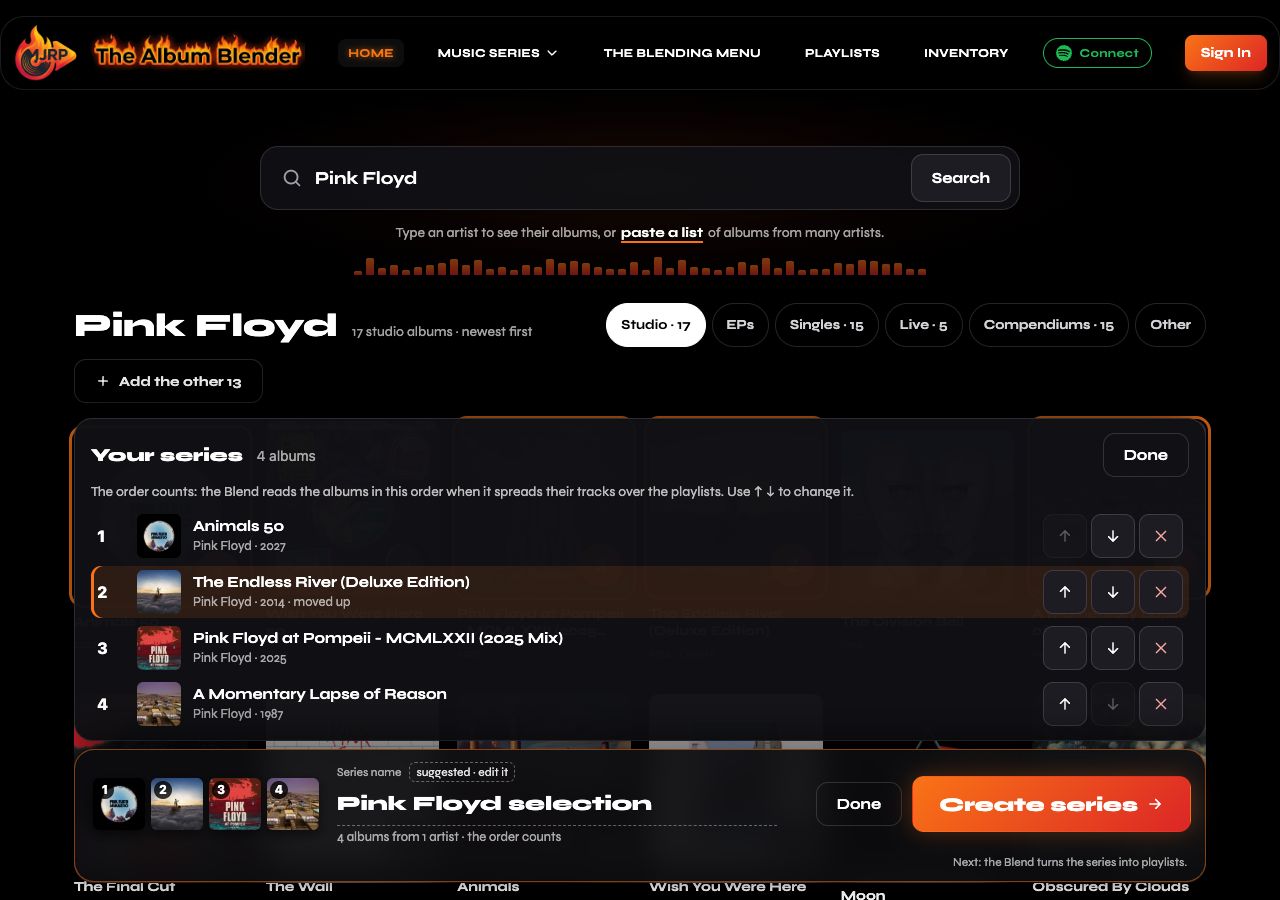 JRP
The Album Blender
HOME
MUSIC SERIES
THE BLENDING MENU
PLAYLISTS
INVENTORY
Connect
Sign In
Pink Floyd
Search
Type an artist to see their albums, or paste a list of albums from many artists.
Pink Floyd
17 studio albums · newest first
Studio · 17
EPs
Singles · 15
Live · 5
Compendiums · 15
Other
+ Add the other 13
Your series
4 albums
Done
The order counts: the Blend reads the albums in this order when it spreads their tracks over the playlists. Use ↑ ↓ to change it.
1
Animals 50
Pink Floyd · 2027
2
The Endless River (Deluxe Edition)
Pink Floyd · 2014 · moved up
3
PINK FLOYD
Pink Floyd at Pompeii - MCMLXXII (2025 Mix)
Pink Floyd · 2025
4
A Momentary Lapse of Reason
Pink Floyd · 1987
1
2
3
4
PINK FLOYD
Series name
suggested · edit it
Pink Floyd selection
4 albums from 1 artist · the order counts
Done
Create series →
Next: the Blend turns the series into playlists.
The Final Cut
The Wall
Animals
Wish You Were Here
Moon
Obscured By Clouds